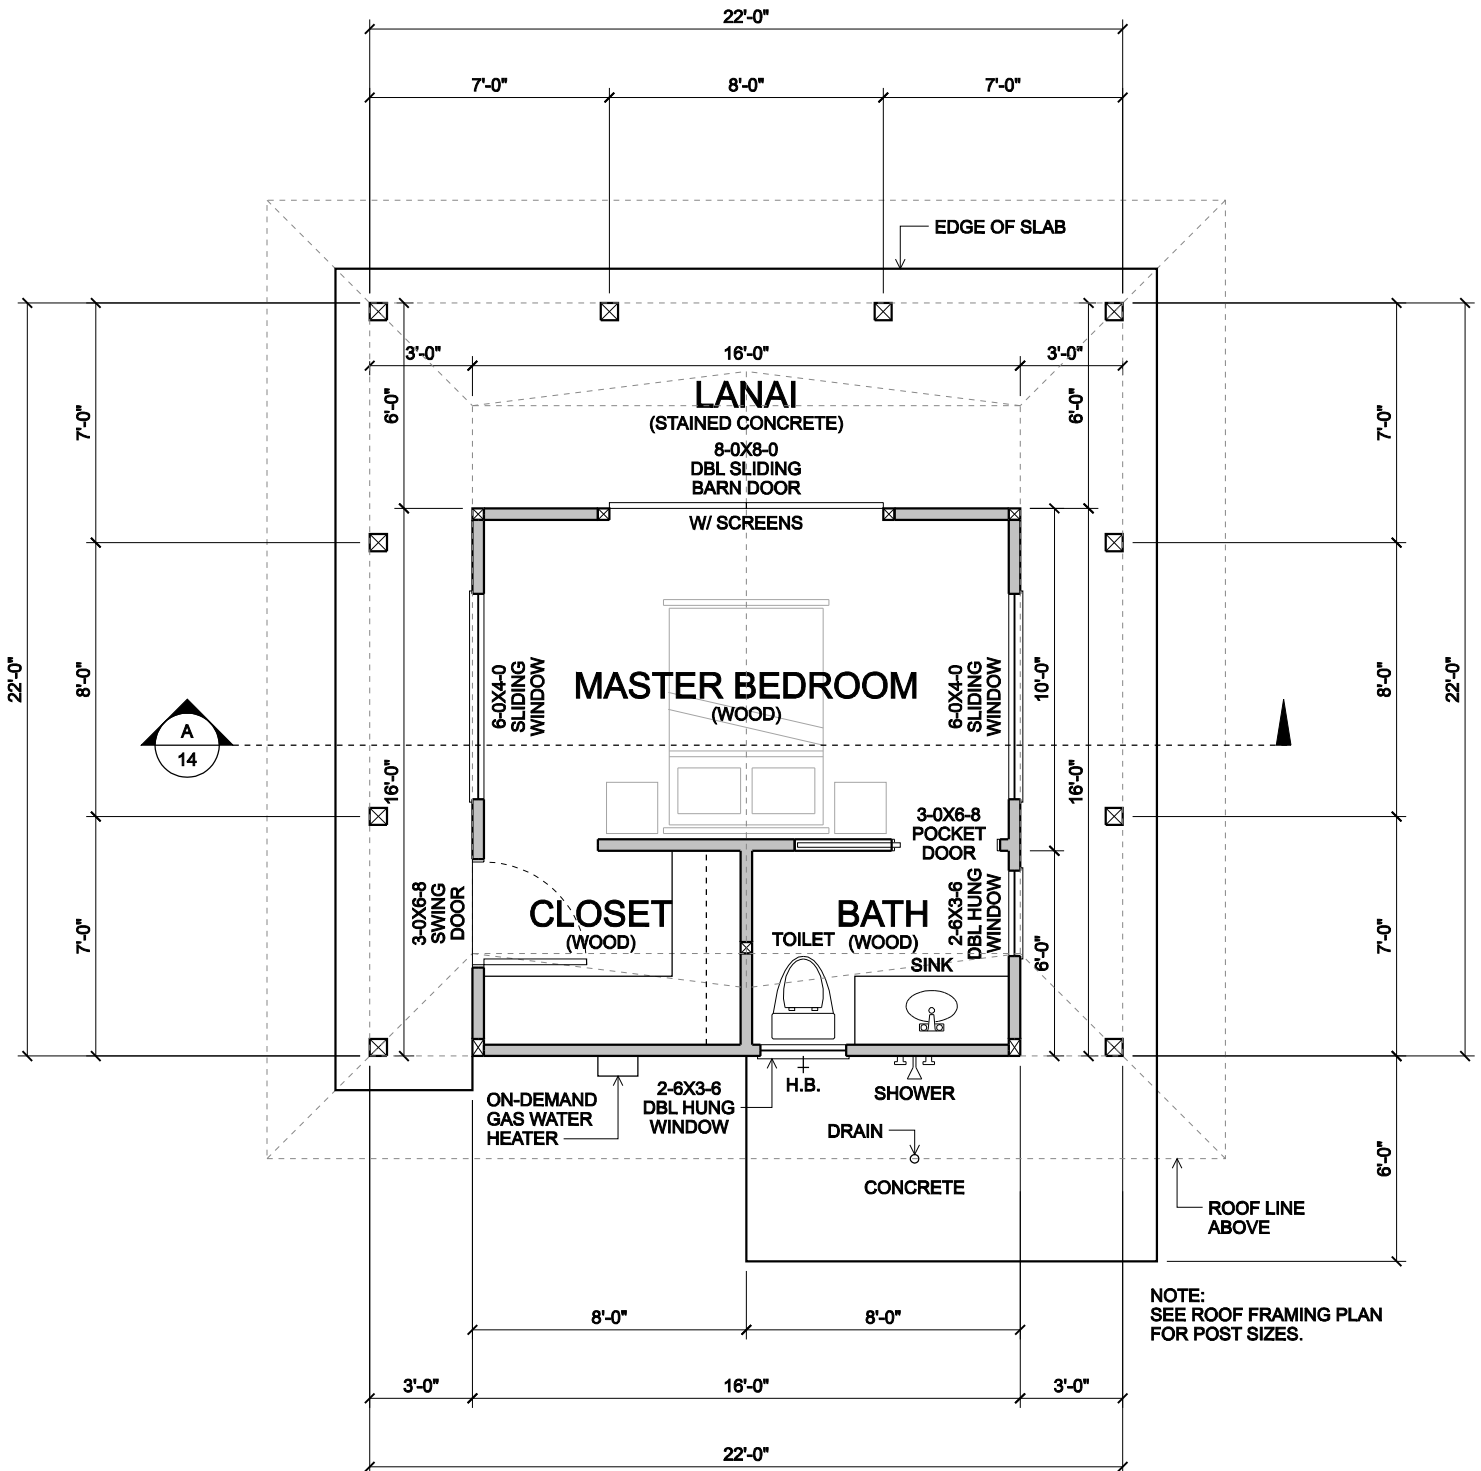 22'-0"
7'-0"
8'-0"
7'-0"
EDGE OF SLAB
3'-0"
16'-0"
3'-0"
LANAI
(STAINED CONCRETE)
8-0X8-0
DBL SLIDING
BARN DOOR
W/ SCREENS
6'-0"
6'-0"
7'-0"
7'-0"
22'-0"
8'-0"
16'-0"
6-0X4-0
SLIDING
WINDOW
MASTER BEDROOM
(WOOD)
6-0X4-0
SLIDING
WINDOW
10'-0"
16'-0"
8'-0"
22'-0"
A
14
3-0X6-8
POCKET
DOOR
7'-0"
3-0X6-8
SWING
DOOR
CLOSET
(WOOD)
BATH
(WOOD)
TOILET
SINK
2-6X3-6
DBL HUNG
WINDOW
6'-0"
7'-0"
ON-DEMAND
GAS WATER
HEATER
2-6X3-6
DBL HUNG
WINDOW
H.B.
SHOWER
DRAIN
CONCRETE
6'-0"
ROOF LINE
ABOVE
NOTE:
SEE ROOF FRAMING PLAN
FOR POST SIZES.
8'-0"
8'-0"
3'-0"
16'-0"
3'-0"
22'-0"